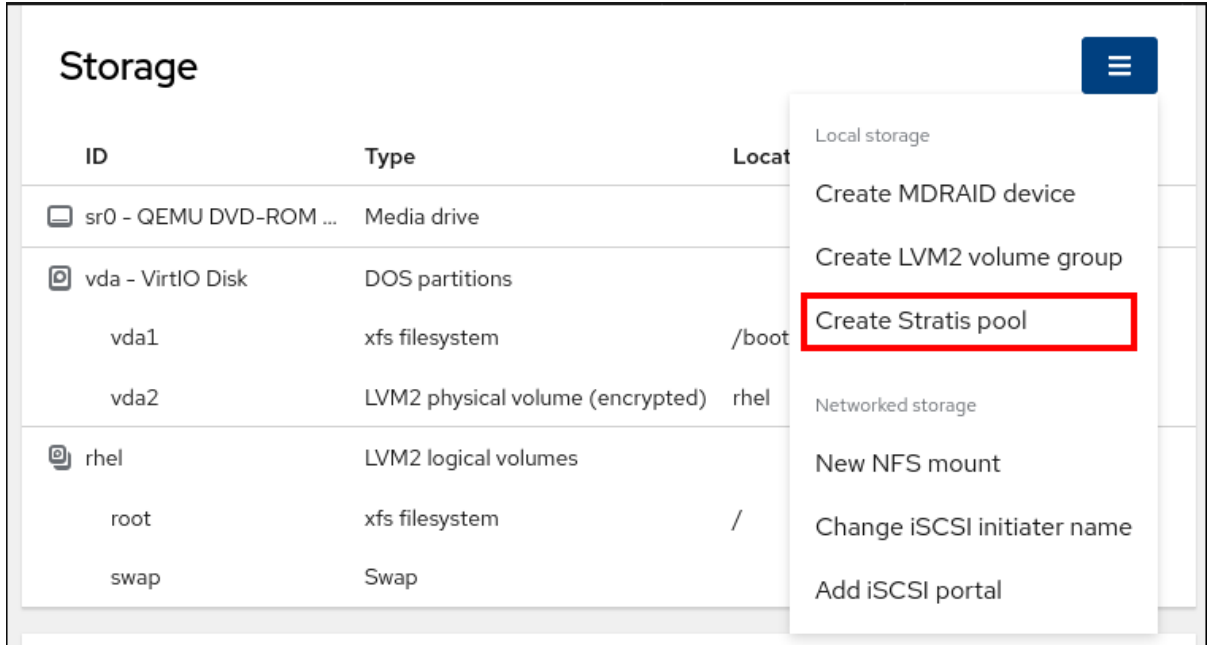 Storage
ID Type Locat
sr0 - QEMU DVD-ROM ... Media drive
vda - VirtIO Disk DOS partitions
vda1 xfs filesystem /boot
vda2 LVM2 physical volume (encrypted) rhel
rhel LVM2 logical volumes
root xfs filesystem /
swap Swap
Local storage
Create MDRAID device
Create LVM2 volume group
Create Stratis pool
Networked storage
New NFS mount
Change iSCSI initiater name
Add iSCSI portal